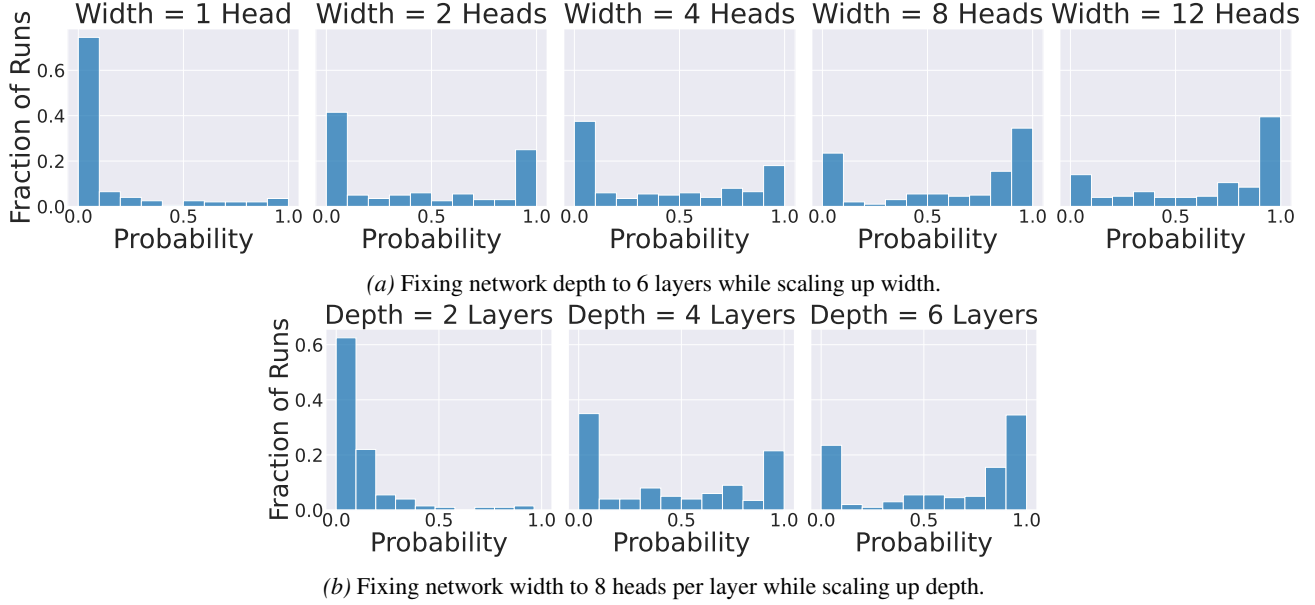 Width = 1 Head Width = 2 Heads Width = 4 Heads Width = 8 Heads Width = 12 Heads
Fraction of Runs
0.6
0.4
0.2
0.0
0.0 0.5 1.0 0.0 0.5 1.0 0.0 0.5 1.0 0.0 0.5 1.0 0.0 0.5 1.0
Probability Probability Probability Probability Probability
(a) Fixing network depth to 6 layers while scaling up width.
Depth = 2 Layers Depth = 4 Layers Depth = 6 Layers
Fraction of Runs
0.6
0.4
0.2
0.0
0.0 0.5 1.0 0.0 0.5 1.0 0.0 0.5 1.0
Probability Probability Probability
(b) Fixing network width to 8 heads per layer while scaling up depth.